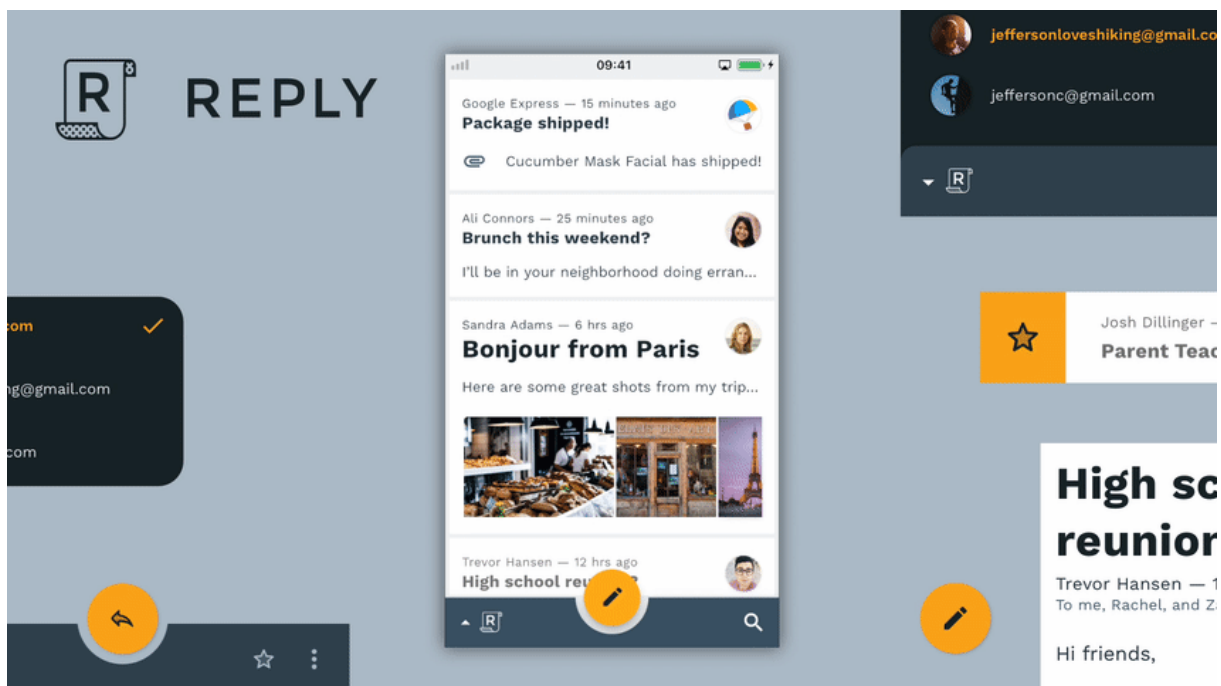 R
REPLY
09:41
Google Express — 15 minutes ago
Package shipped!
Cucumber Mask Facial has shipped!
Ali Connors — 25 minutes ago
Brunch this weekend?
I'll be in your neighborhood doing erran...
Sandra Adams — 6 hrs ago
Bonjour from Paris
Here are some great shots from my trip...
Trevor Hansen — 12 hrs ago
High school
R
.com
ng@gmail.com
.com
jeffersonloveshiking@gmail.co
jeffersonc@gmail.com
R
Josh Dillinger –
Parent Teac
High sc
reunion
Trevor Hansen — 1
To me, Rachel, and Z
Hi friends,